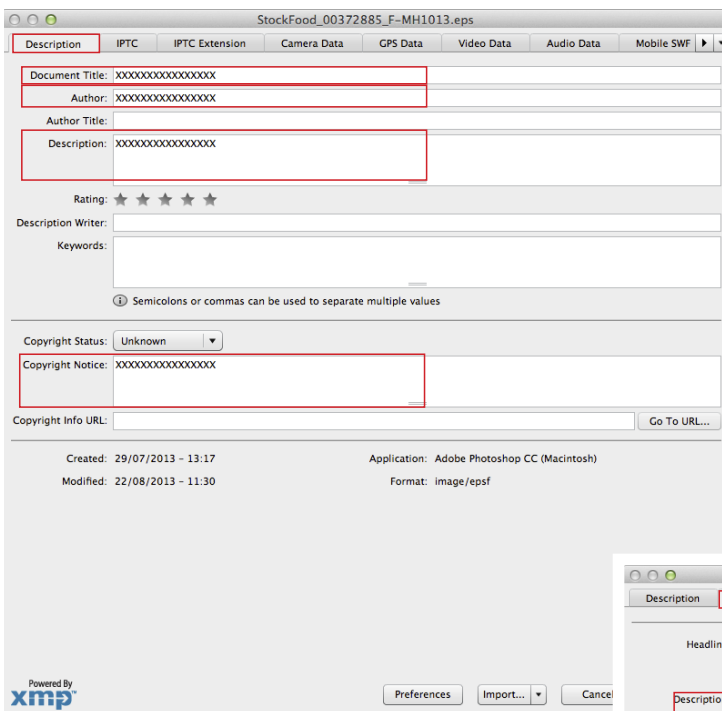 StockFood_00372885_F-MH1013.eps
Description IPTC IPTC Extension Camera Data GPS Data Video Data Audio Data Mobile SWF
Document Title: XXXXXXXXXXXXXXXX
Author: XXXXXXXXXXXXXXXX
Author Title:
Description: XXXXXXXXXXXXXXXX
Rating:
Description Writer:
Keywords:
Semicolons or commas can be used to separate multiple values
Copyright Status: Unknown
Copyright Notice: XXXXXXXXXXXXXXXX
Copyright Info URL: Go To URL...
Created: 29/07/2013 - 13:17 Application: Adobe Photoshop CC (Macintosh)
Modified: 22/08/2013 - 11:30 Format: image/epsf
Description
Headlin
Powered By
xmp
Preferences Import... Cancel
Descriptio